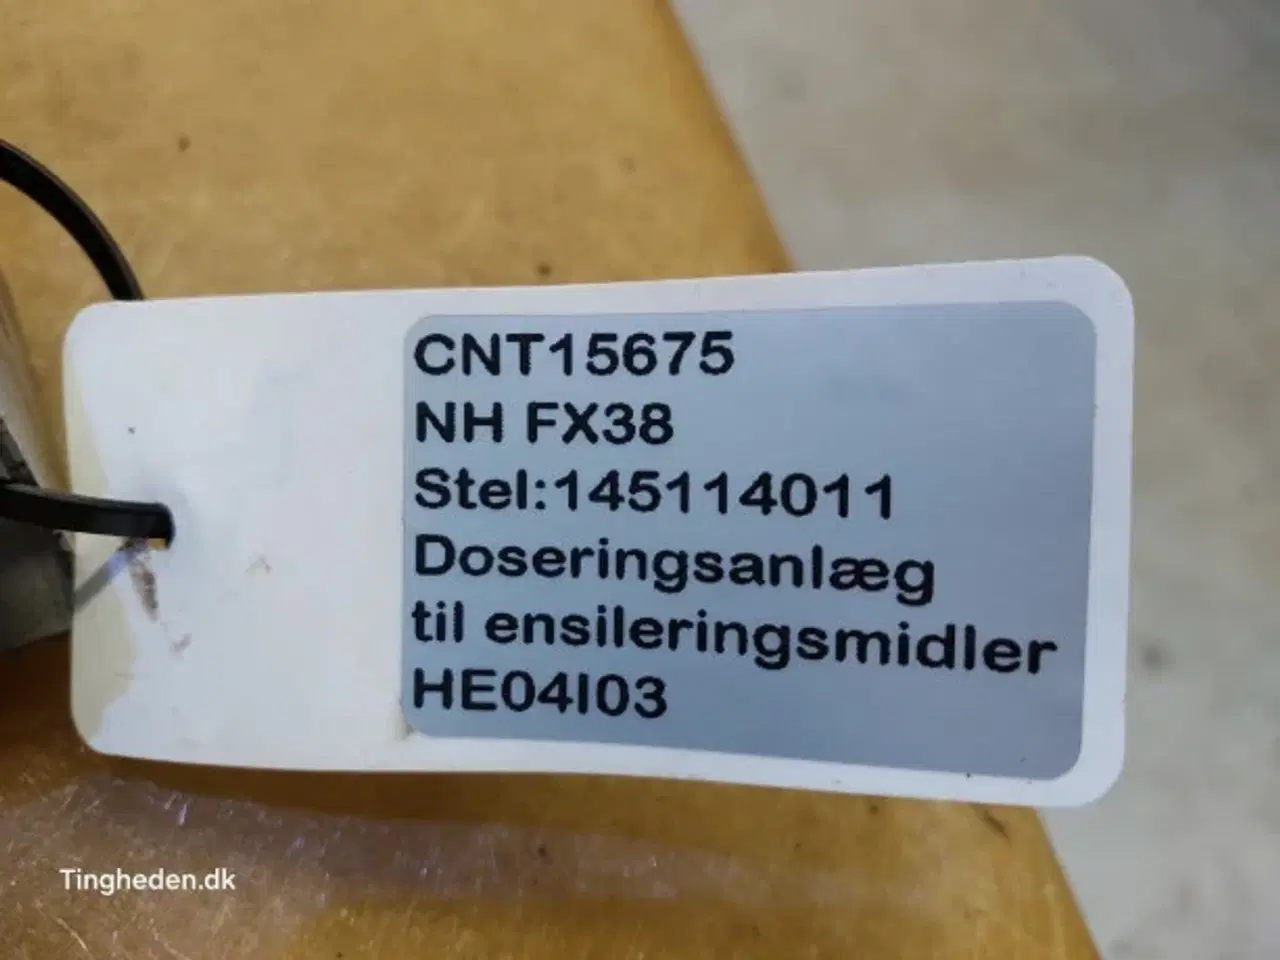 CNT15675
NH FX38
Stel:145114011
Doseringsanlæg
til ensileringsmidler
HE04I03
Tingheden.dk